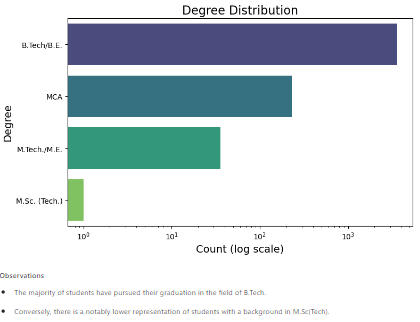 Degree Distribution
Degree
B.Tech/B.E.
MCA
M.Tech./M.E.
M.Sc. (Tech.)
10⁰
10¹
10²
10³
Count (log scale)
Observations
• The majority of students have pursued their graduation in the field of B.Tech.
• Conversely, there is a notably lower representation of students with a background in M.Sc(Tech).